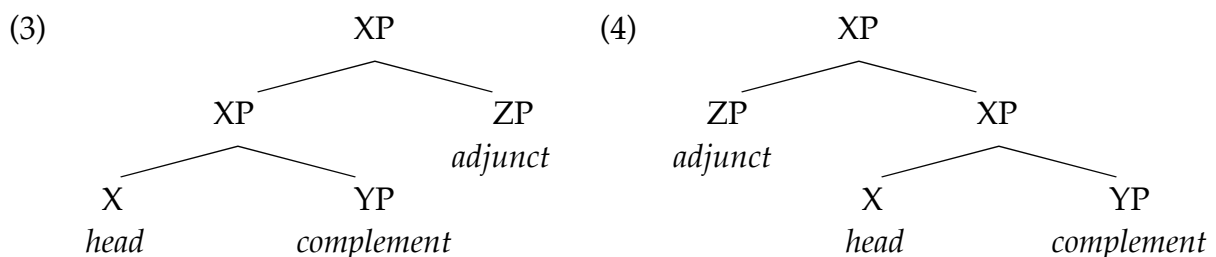 (3) XP (4) XP
XP ZP ZP XP
adjunct adjunct
X YP X YP
head complement head complement